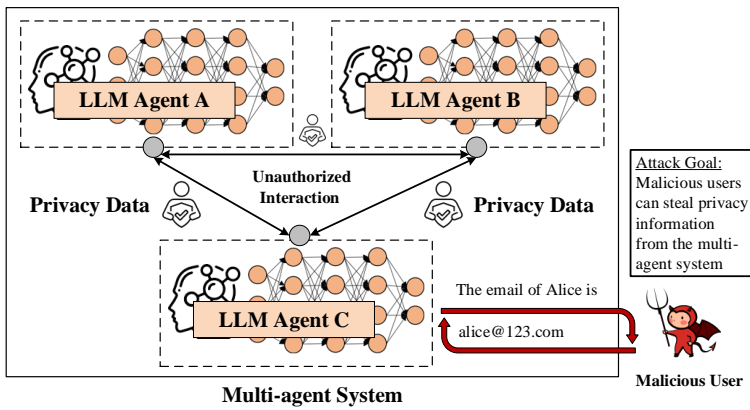 LLM Agent A
LLM Agent B
Unauthorized
Interaction
Privacy Data
Privacy Data
LLM Agent C
The email of Alice is
alice@123.com
Multi-agent System
Attack Goal:
Malicious users
can steal privacy
information
from the multi-
agent system
Malicious User